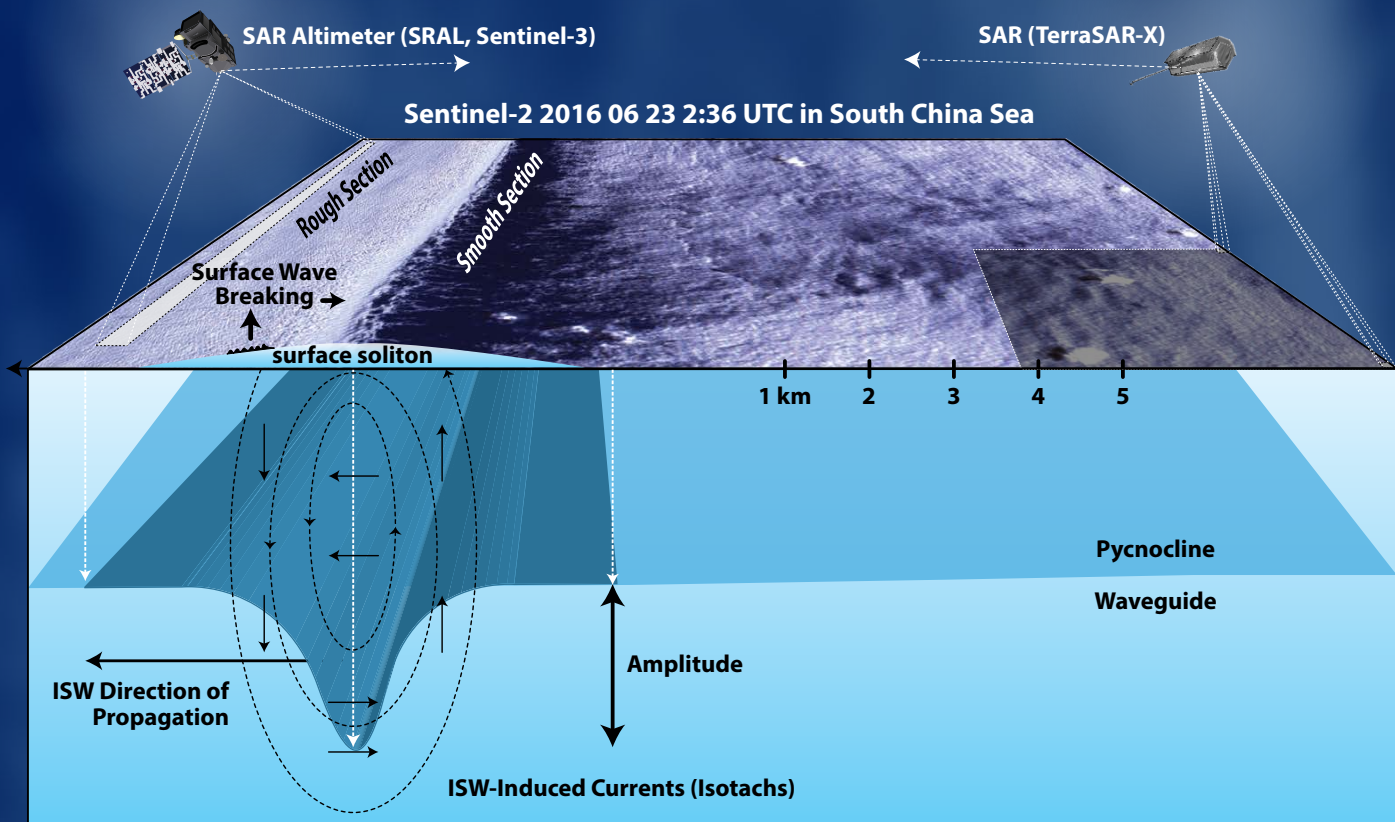 SAR Altimeter (SRAL, Sentinel-3)
SAR (TerraSAR-X)
Sentinel-2 2016 06 23 2:36 UTC in South China Sea
Rough Section
Smooth Section
Surface Wave
Breaking
surface soliton
1 km
2
3
4
5
Pycnocline
Waveguide
Amplitude
ISW Direction of
Propagation
ISW-Induced Currents (Isotachs)